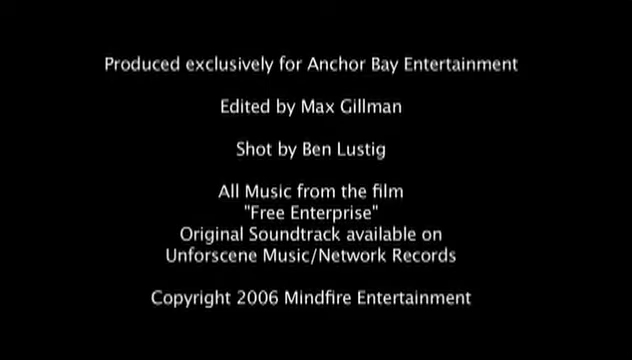 Produced exclusively for Anchor Bay Entertainment
Edited by Max Gillman
Shot by Ben Lustig
All Music from the film
"Free Enterprise"
Original Soundtrack available on
Unforscene Music/Network Records
Copyright 2006 Mindfire Entertainment